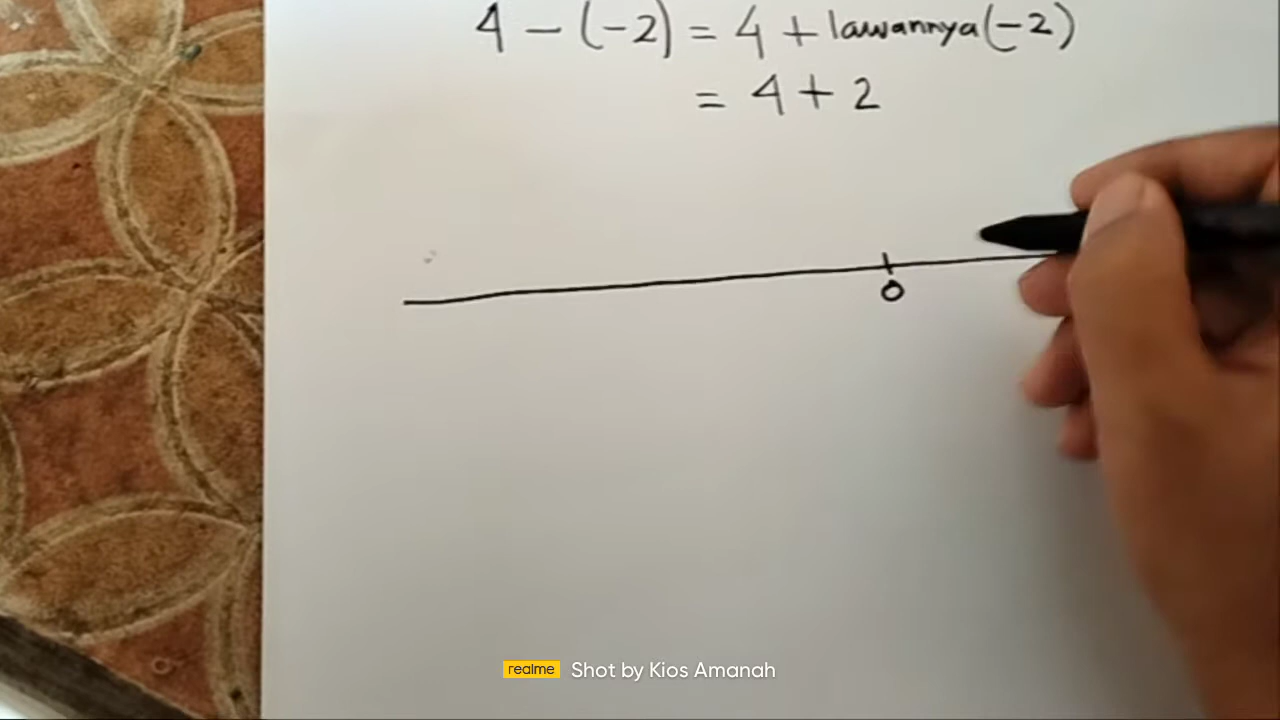 4 - (-2) = 4 + lawannya (-2)
= 4 + 2
0
realme Shot by Kios Amanah